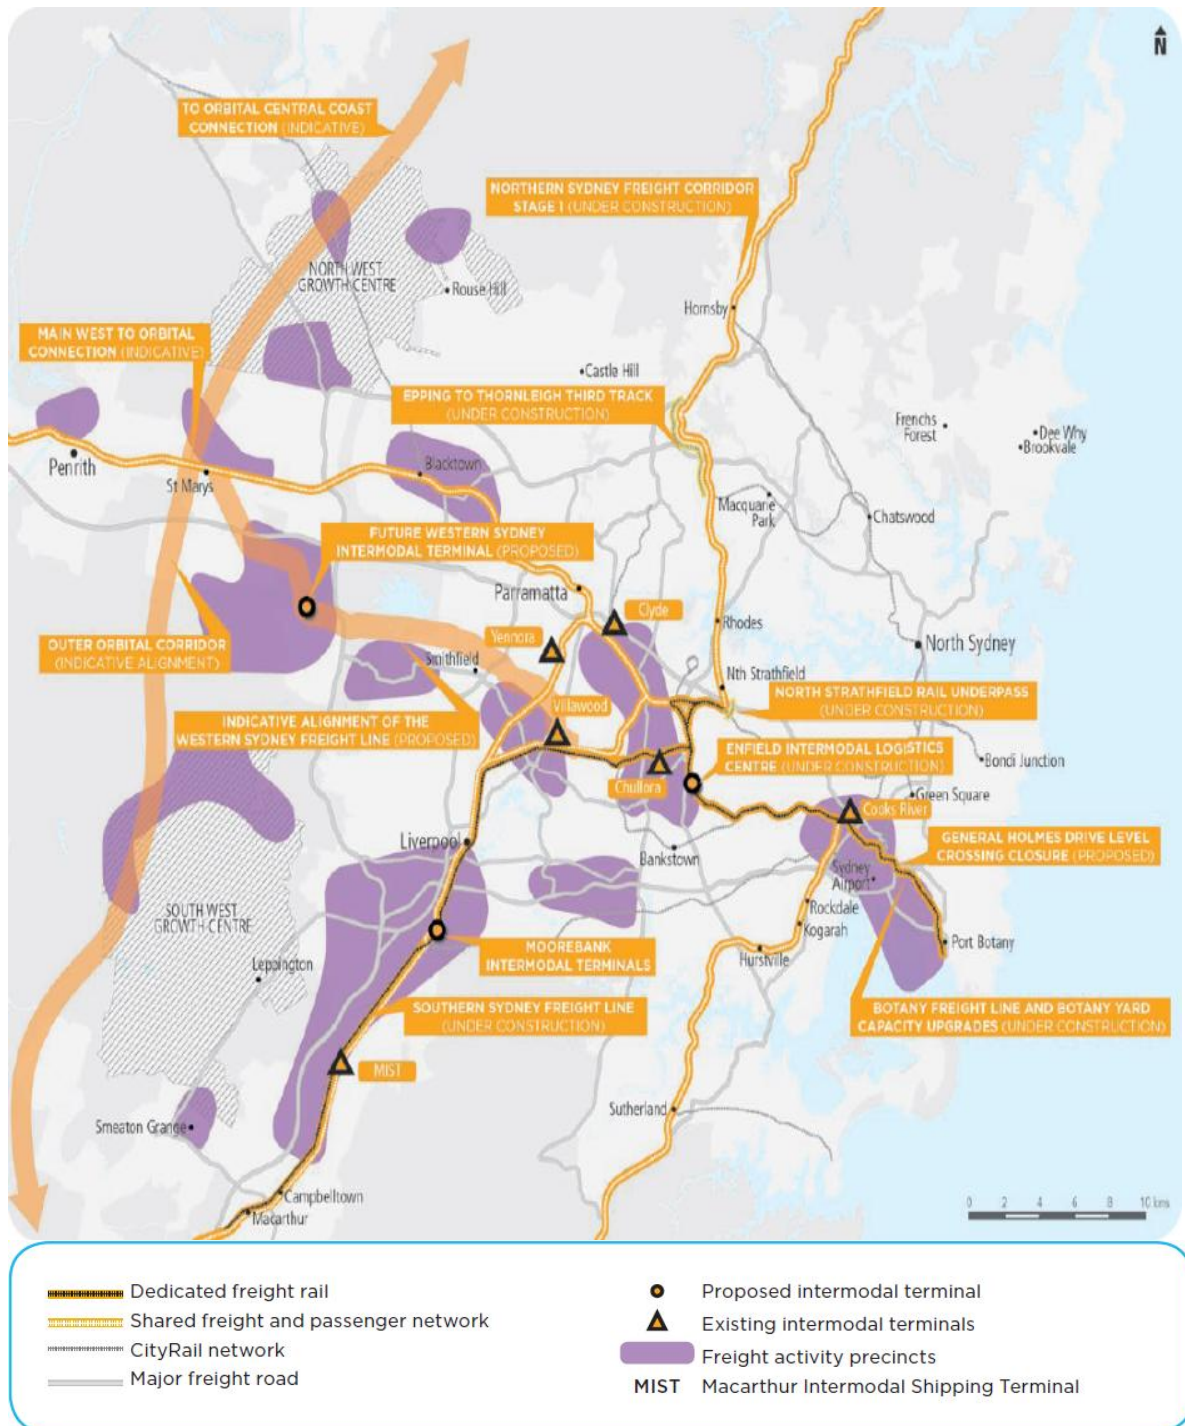 N
TO ORBITAL CENTRAL COAST
CONNECTION (INDICATIVE)
NORTHERN SYDNEY FREIGHT CORRIDOR
STAGE 1 (UNDER CONSTRUCTION)
NORTH WEST
GROWTH CENTRE
Rouse Hill
Hornsby
MAIN WEST TO ORBITAL
CONNECTION (INDICATIVE)
Castle Hill
EPPING TO THORNLEIGH THIRD TRACK
(UNDER CONSTRUCTION)
Frenchs
Forest
Dee Why
Brookvale
Penrith
St Marys
Blacktown
Macquarie
Park
Chatswood
FUTURE WESTERN SYDNEY
INTERMODAL TERMINAL (PROPOSED)
Parramatta
Clyde
Rhodes
OUTER ORBITAL CORRIDOR
(INDICATIVE ALIGNMENT)
Yennora
Smithfield
North Sydney
Nth Strathfield
NORTH STRATHFIELD RAIL UNDERPASS
(UNDER CONSTRUCTION)
Villawood
INDICATIVE ALIGNMENT OF THE
WESTERN SYDNEY FREIGHT LINE (PROPOSED)
ENFIELD INTERMODAL LOGISTICS
CENTRE (UNDER CONSTRUCTION)
Bondi Junction
Chullora
Green Square
Cooks River
Liverpool
Bankstown
GENERAL HOLMES DRIVE LEVEL
CROSSING CLOSURE (PROPOSED)
Sydney
Airport
SOUTH WEST
GROWTH CENTRE
Rockdale
Kogarah
Port Botany
MOOREBANK
INTERMODAL TERMINALS
Hurstville
Leppington
SOUTHERN SYDNEY FREIGHT LINE
(UNDER CONSTRUCTION)
BOTANY FREIGHT LINE AND BOTANY YARD
CAPACITY UPGRADES (UNDER CONSTRUCTION)
MIST
Smeaton Grange
Sutherland
Campbelltown
Macarthur
0 2 4 6 8 10 kms
Dedicated freight rail
Shared freight and passenger network
CityRail network
Major freight road
Proposed intermodal terminal
Existing intermodal terminals
Freight activity precincts
MIST Macarthur Intermodal Shipping Terminal